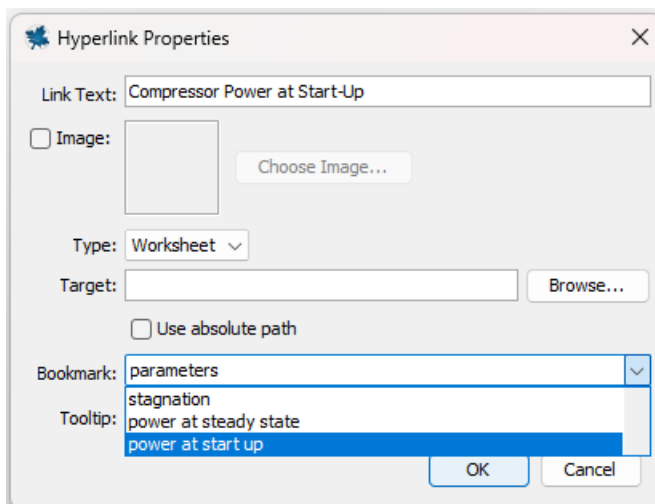 Hyperlink Properties
Link Text: Compressor Power at Start-Up
Image:
Choose Image...
Type: Worksheet
Target: Browse...
Use absolute path
Bookmark: parameters
stagnation
Tooltip: power at steady state
power at start up
OK Cancel